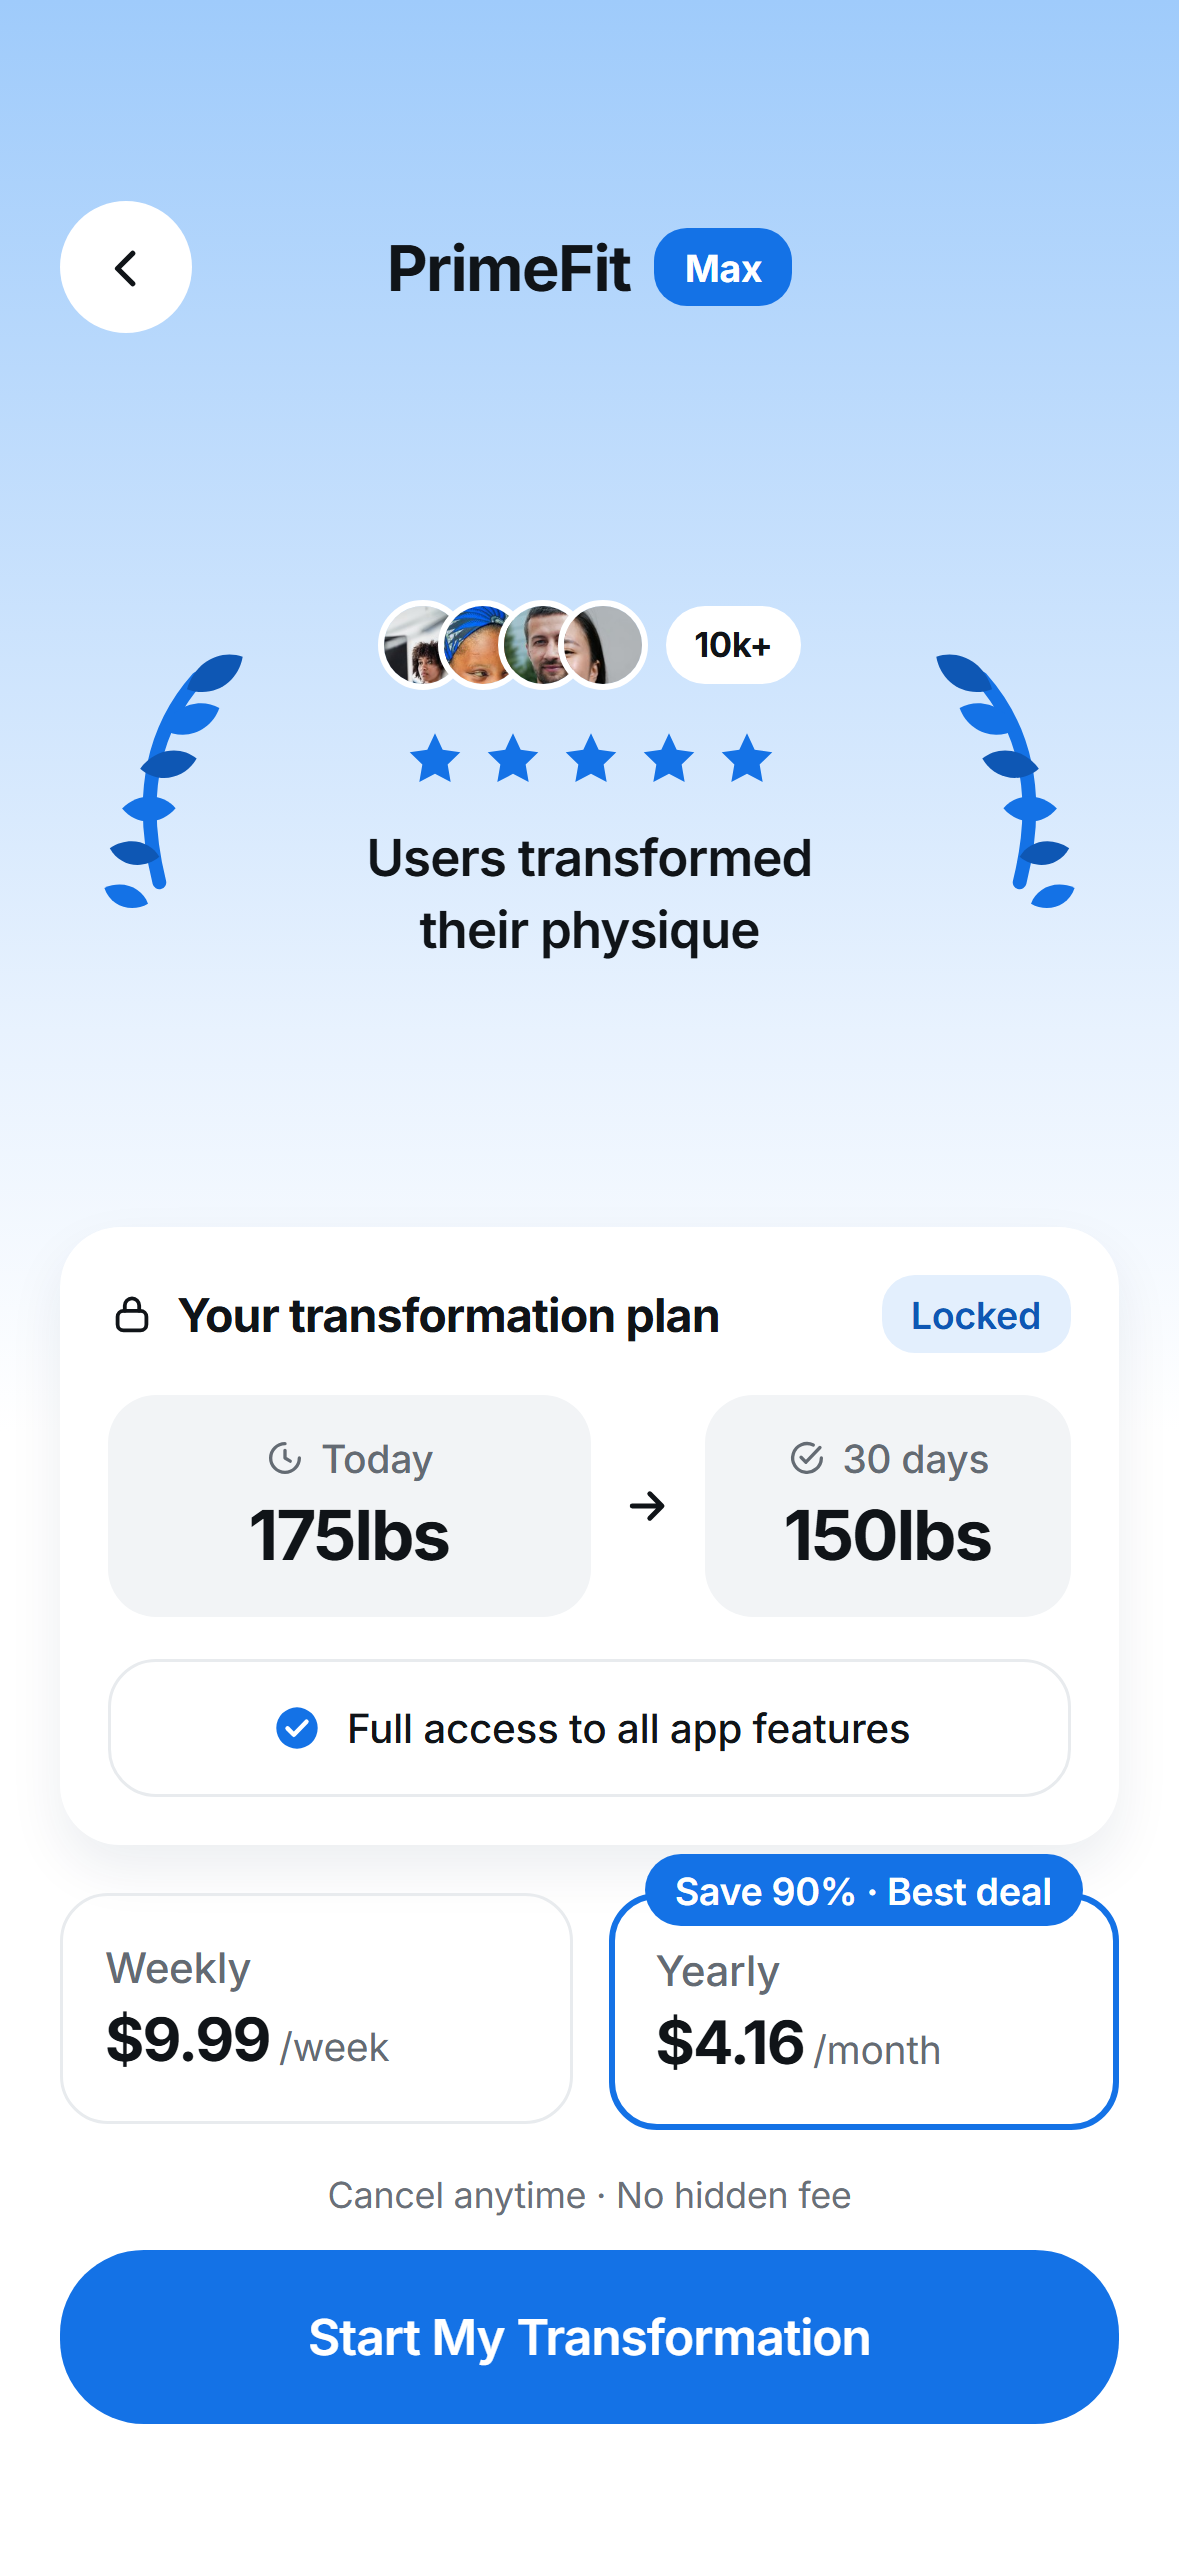 PrimeFit Max
10k+
Users transformed
their physique
Your transformation plan
Locked
Today
175lbs
30 days
150lbs
Full access to all app features
Save 90% · Best deal
Weekly
$9.99 /week
Yearly
$4.16 /month
Cancel anytime · No hidden fee
Start My Transformation